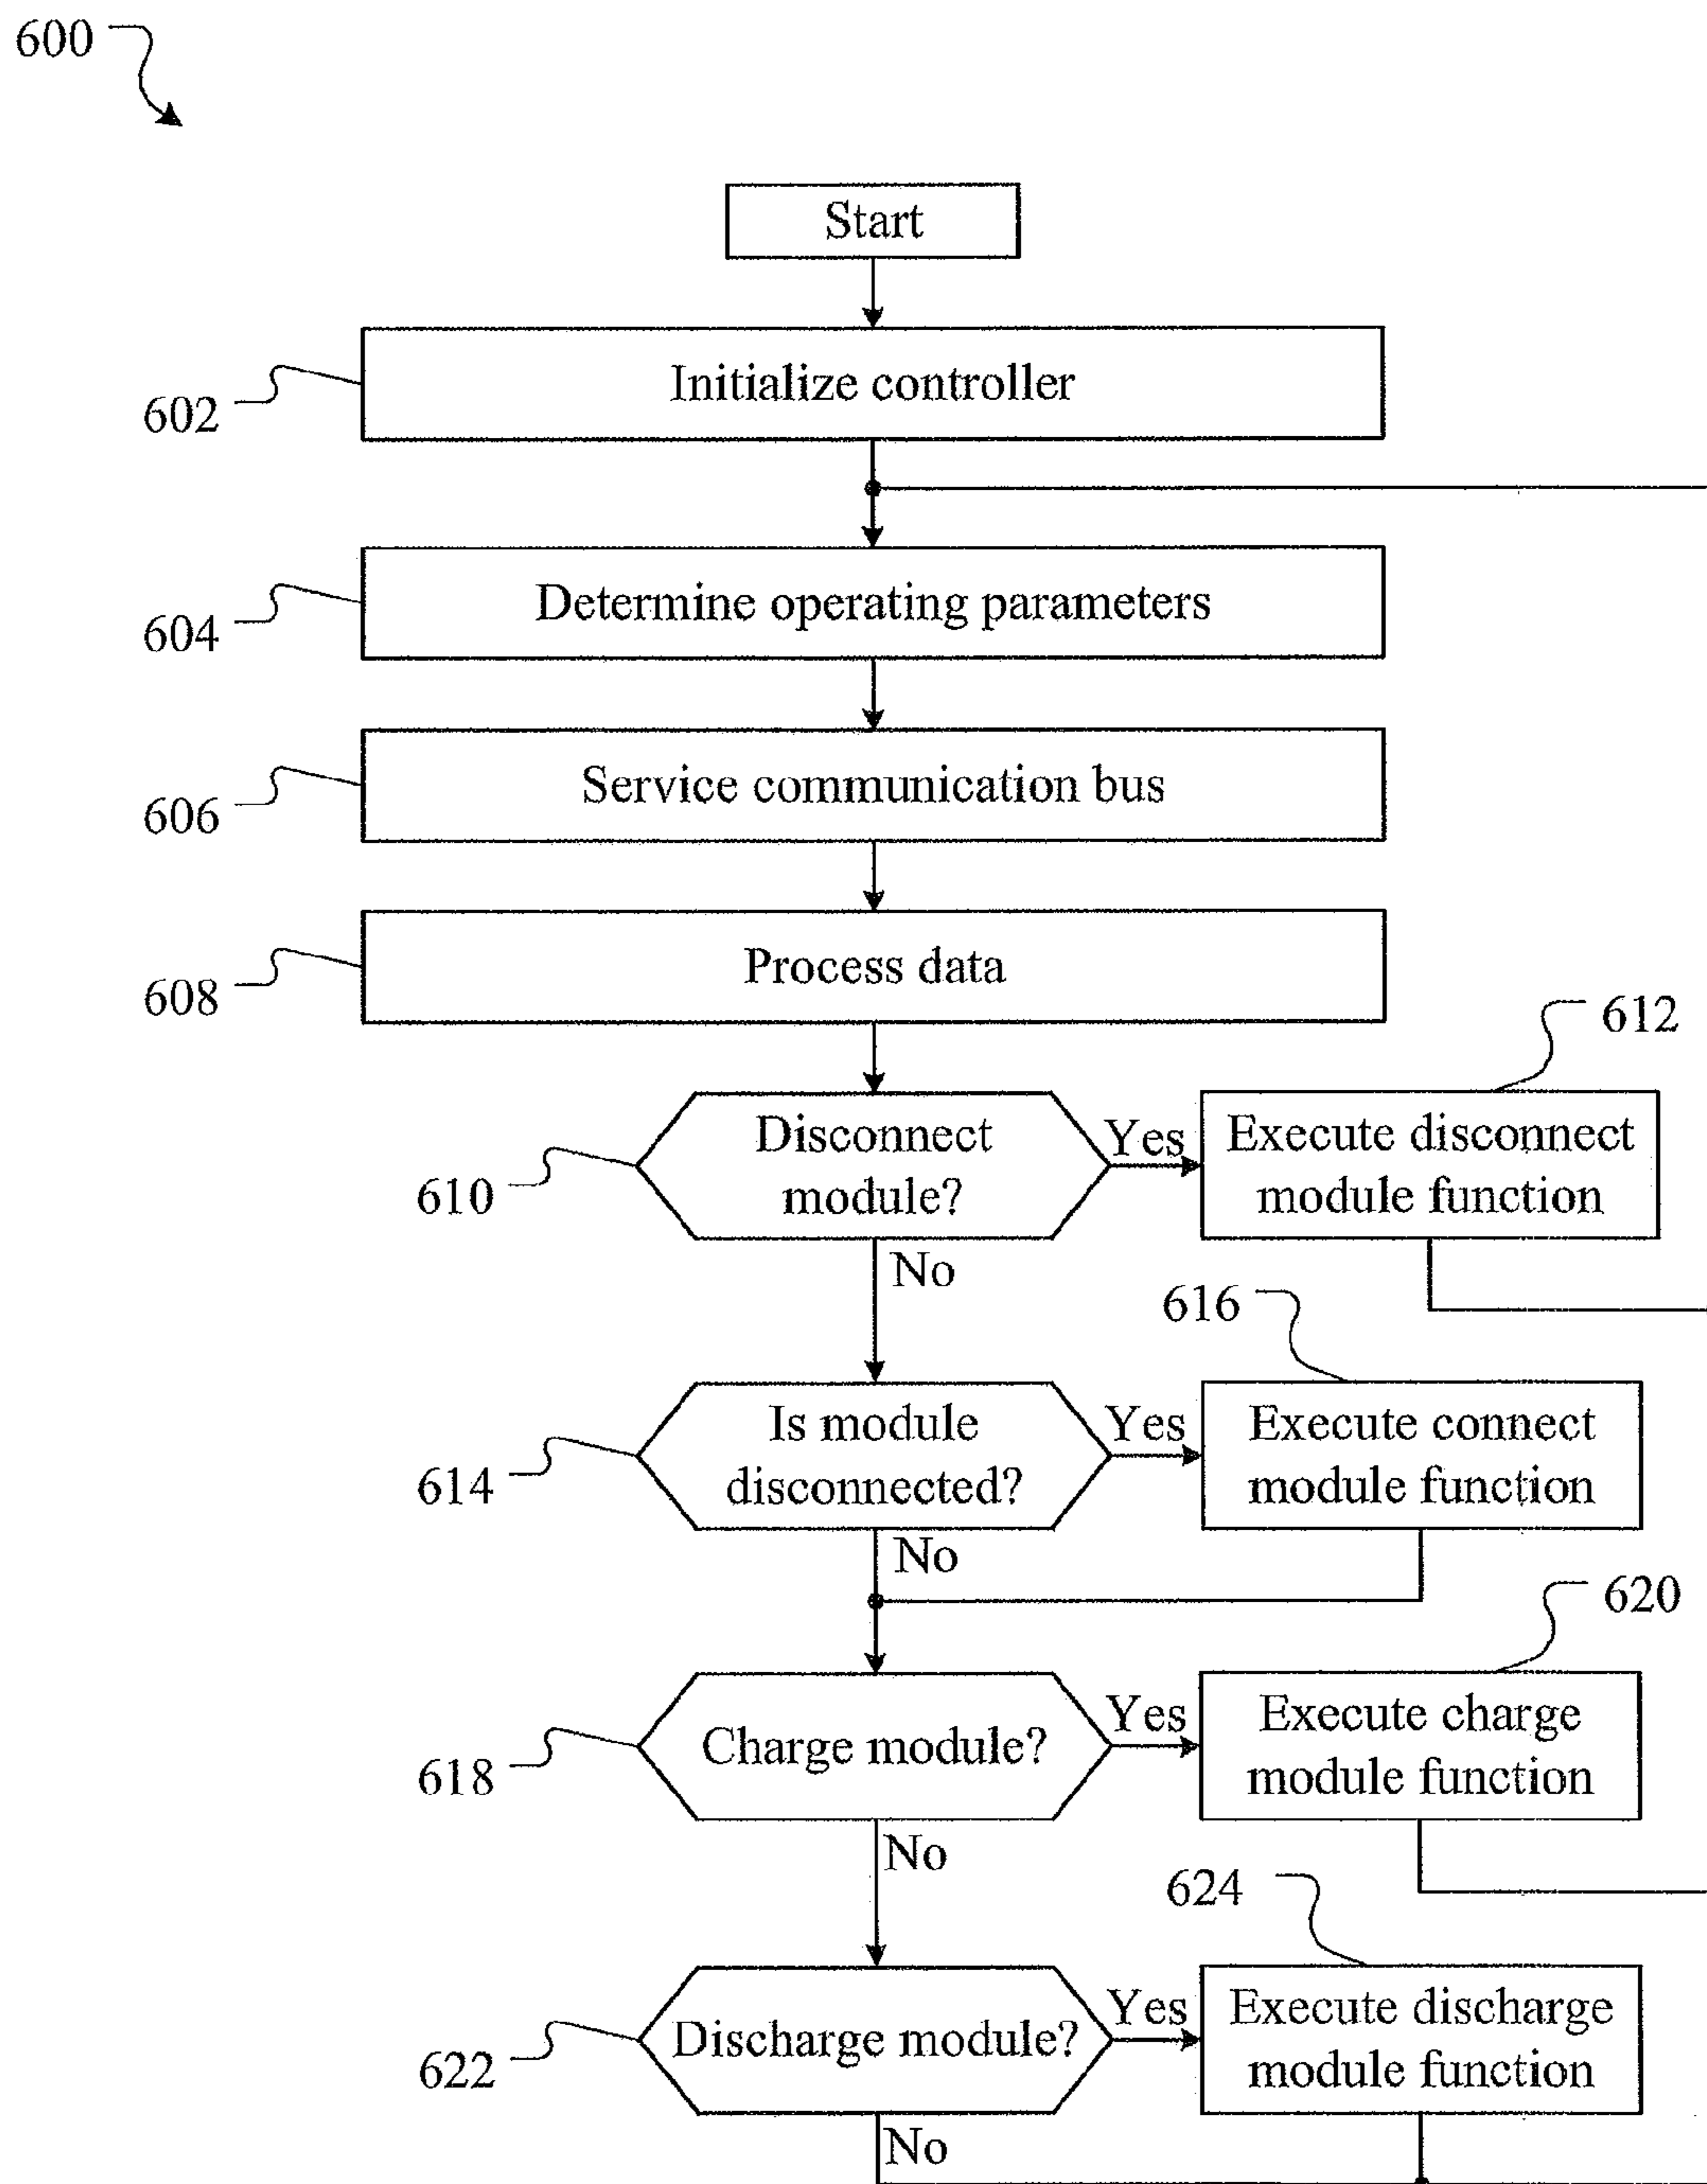 600
Start
Initialize controller
602
Determine operating parameters
604
Service communication bus
606
Process data
608
612
Disconnect
module?
Yes
Execute disconnect
module function
610
No
616
Is module
disconnected?
Yes
Execute connect
module function
614
No
620
Charge module?
Yes
Execute charge
module function
618
No
624
Discharge module?
Yes
Execute discharge
module function
622
No